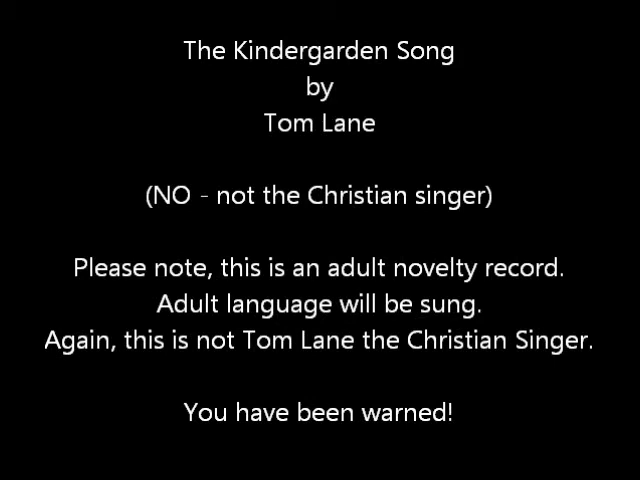 The Kindergarden Song
by
Tom Lane
(NO - not the Christian singer)
Please note, this is an adult novelty record.
Adult language will be sung.
Again, this is not Tom Lane the Christian Singer.
You have been warned!